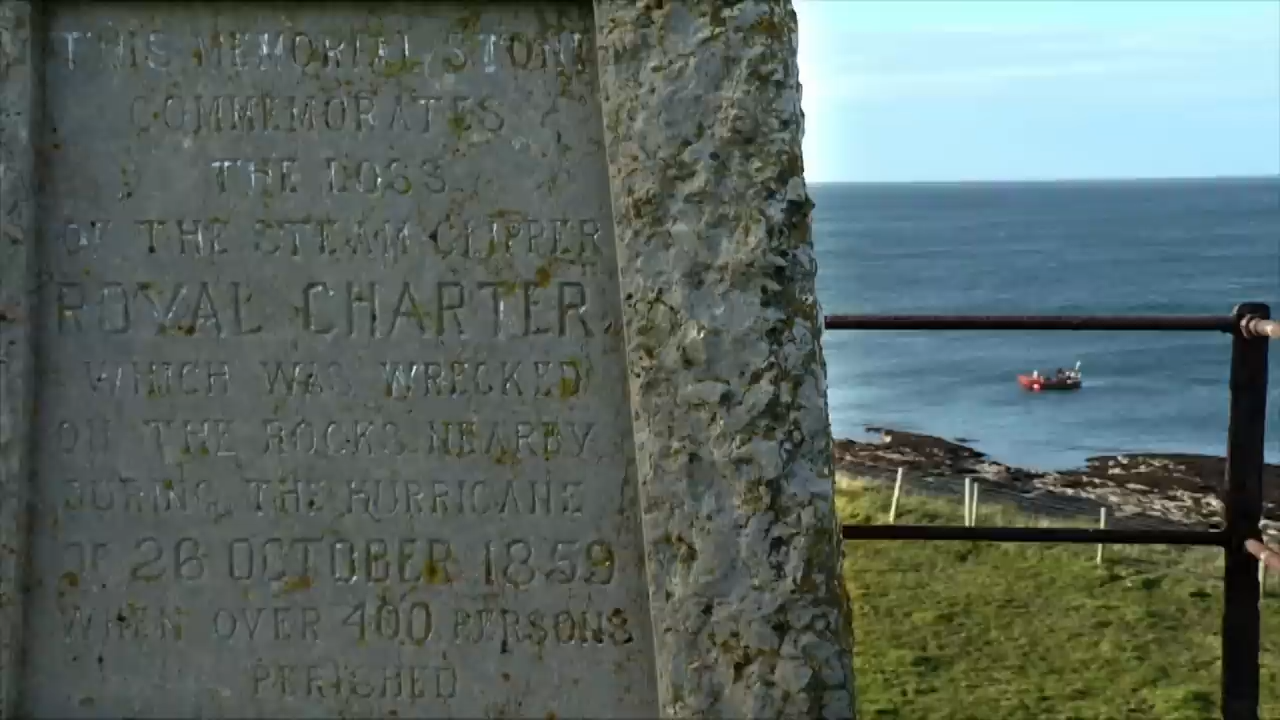 THIS MEMORIAL STONE
COMMEMORATES
THE LOSS
OF THE STEAM CLIPPER
ROYAL CHARTER
WHICH WAS WRECKED
ON THE ROCKS NEARBY
DURING THE HURRICANE
OF 26 OCTOBER 1859
WHEN OVER 400 PERSONS
PERISHED